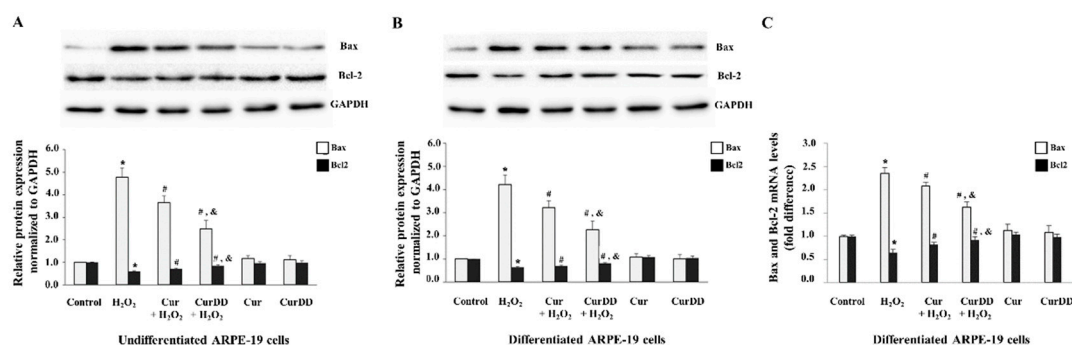 A
Bax
Bcl-2
GAPDH
Relative protein expression
normalized to GAPDH
6.0
5.0
4.0
3.0
2.0
1.0
0.0
Bax
Bcl2
*
*
#
#
#, &
#, &
Control
H₂O₂
Cur
+ H₂O₂
CurDD
+ H₂O₂
Cur
CurDD
Undifferentiated ARPE-19 cells
B
Bax
Bcl-2
GAPDH
Relative protein expression
normalized to GAPDH
6.0
5.0
4.0
3.0
2.0
1.0
0.0
Bax
Bcl2
*
*
#
#
#, &
#, &
Control
H₂O₂
Cur
+ H₂O₂
CurDD
+ H₂O₂
Cur
CurDD
Differentiated ARPE-19 cells
C
Bax and Bcl-2 mRNA levels
(fold difference)
3.0
2.5
2.0
1.5
1.0
0.5
0.0
Bax
Bcl2
*
*
#
#
#, &
#, &
Control
H₂O₂
Cur
+ H₂O₂
CurDD
+ H₂O₂
Cur
CurDD
Differentiated ARPE-19 cells